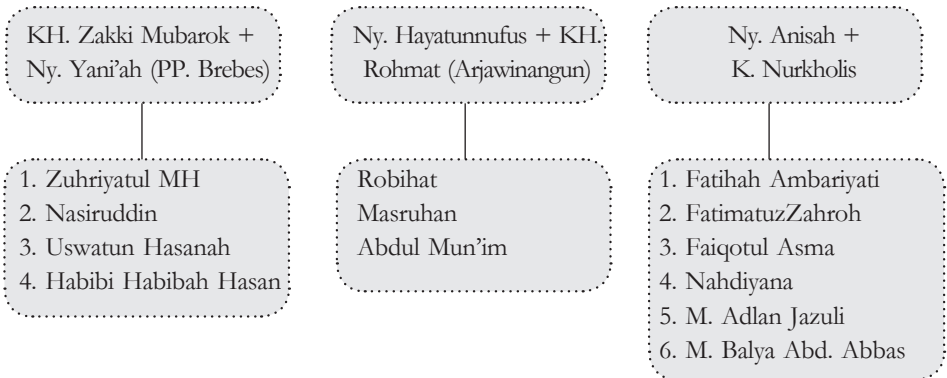 KH. Zakki Mubarok +
Ny. Yani’ah (PP. Brebes)
1. Zuhriyatul MH
2. Nasiruddin
3. Uswatun Hasanah
4. Habibi Habibah Hasan
Ny. Hayatunnufus + KH.
Rohmat (Arjawinangun)
Robihat
Masruhan
Abdul Mun’im
Ny. Anisah +
K. Nurkholis
1. Fatihah Ambariyati
2. FatimatuzZahroh
3. Faiqotul Asma
4. Nahdiyana
5. M. Adlan Jazuli
6. M. Balya Abd. Abbas